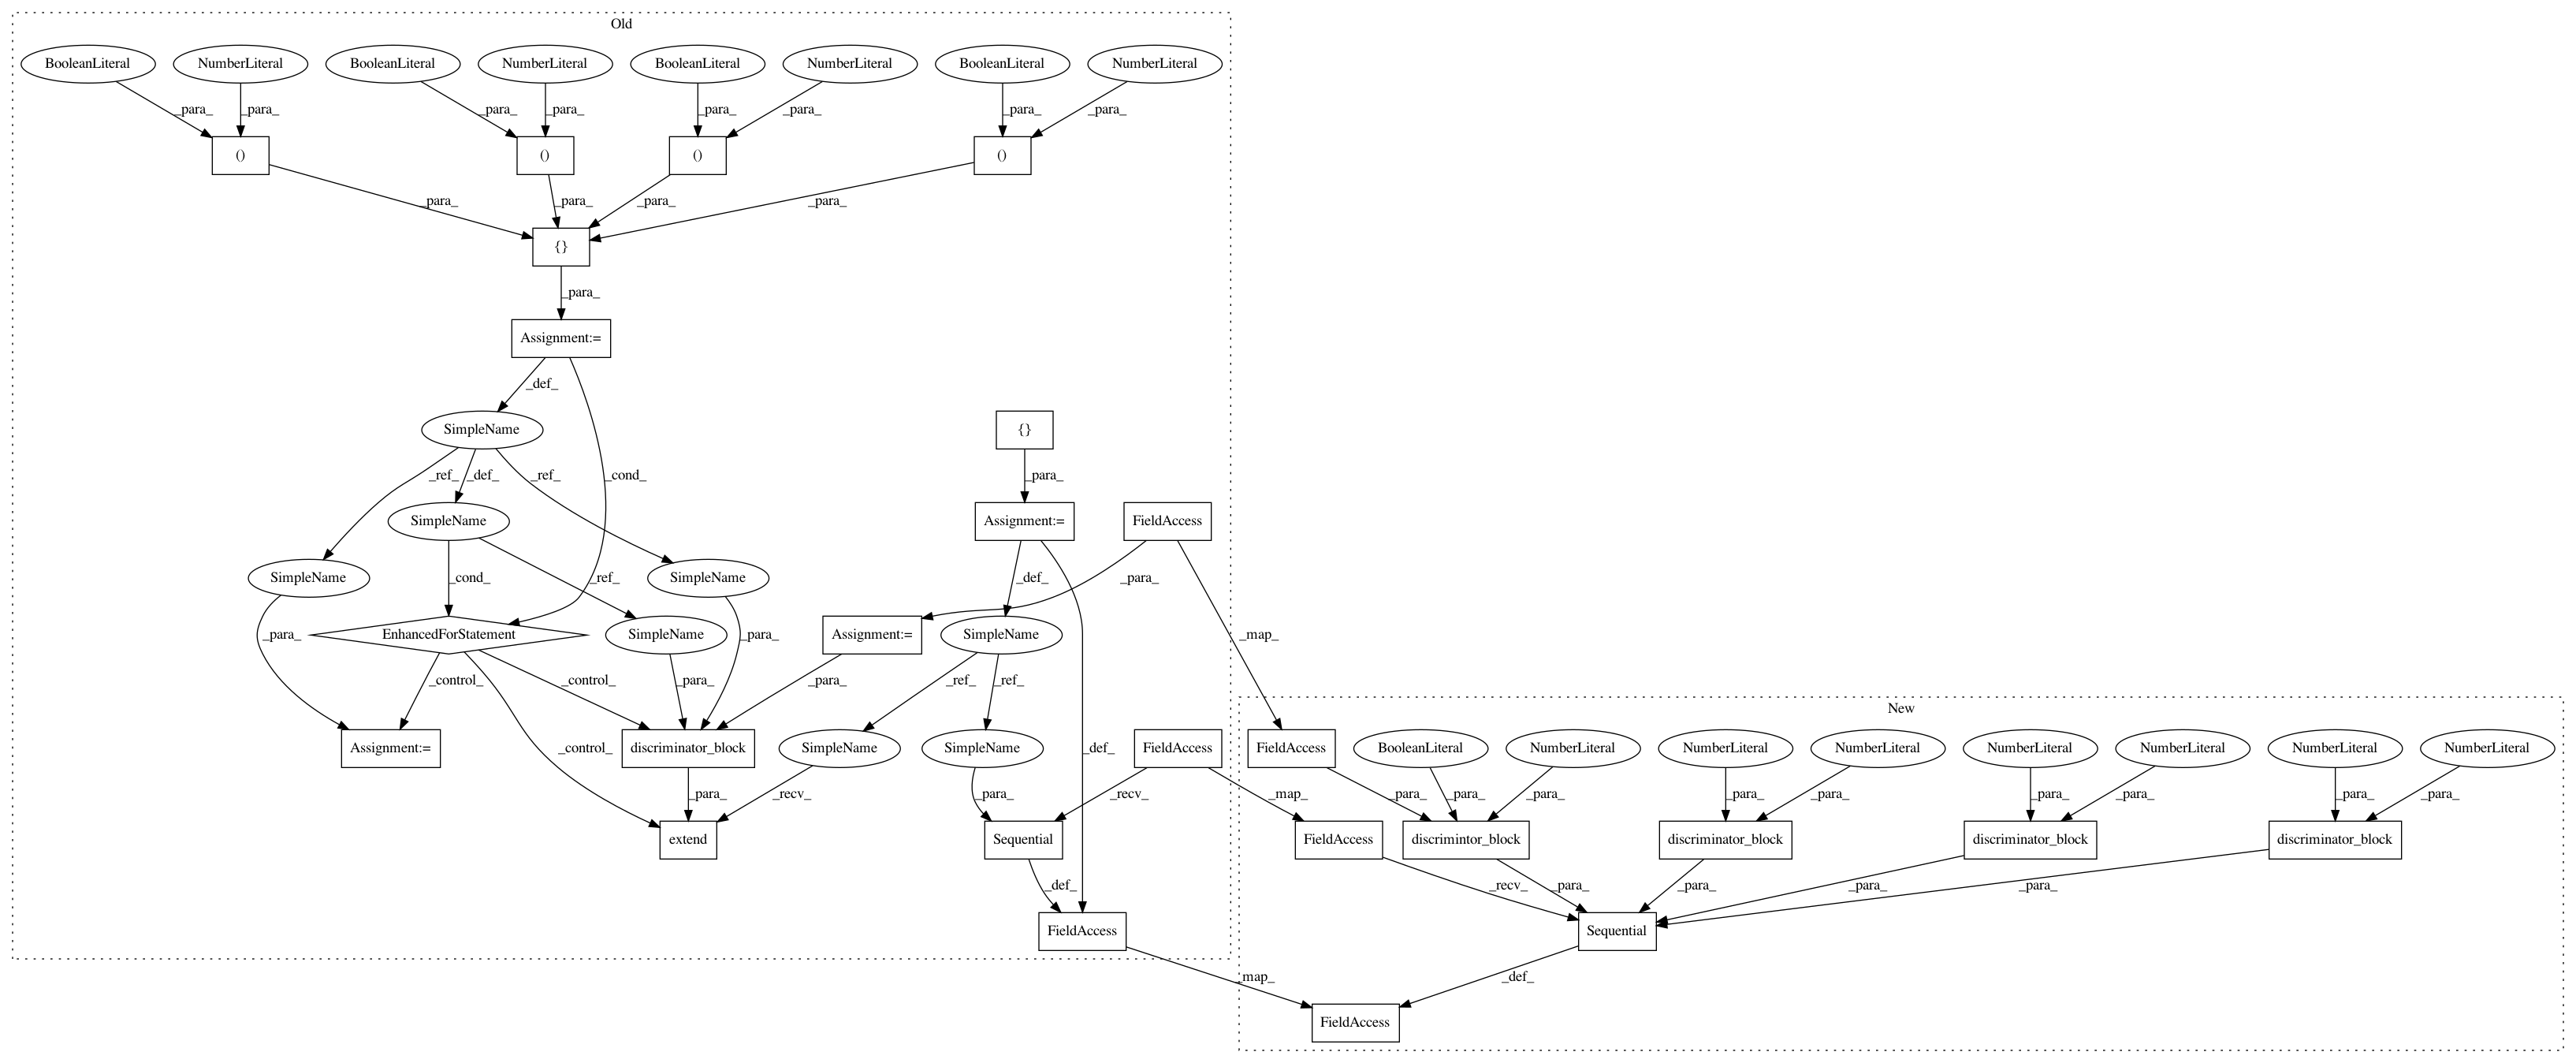 Old
BooleanLiteral NumberLiteral BooleanLiteral NumberLiteral BooleanLiteral NumberLiteral BooleanLiteral NumberLiteral
_para_ _para_ _para_ _para_ _para_ _para_ _para_ _para_
() () () ()
_para_ _para_ _para_ _para_
{}
_para_
Assignment:=
_def_
SimpleName {}
_ref_ _def_ _ref_ _cond_ _para_
SimpleName Assignment:= FieldAccess
SimpleName _cond_ _ref_ SimpleName _def_ _para_
_para_ EnhancedForStatement SimpleName _para_ Assignment:= SimpleName _map_
_control_ _control_ _para_ _para_ _ref_ _ref_
New
Assignment:= _control_ discriminator_block SimpleName SimpleName _def_ FieldAccess FieldAccess BooleanLiteral NumberLiteral NumberLiteral NumberLiteral NumberLiteral NumberLiteral NumberLiteral NumberLiteral
_para_ _recv_ _para_ _recv_ _map_ _para_ _para_ _para_ _para_ _para_ _para_ _para_ _para_ _para_
extend Sequential FieldAccess discrimintor_block discriminator_block discriminator_block discriminator_block
_def_ _recv_ _para_ _para_ _para_ _para_
FieldAccess Sequential
_map_ _def_
FieldAccess